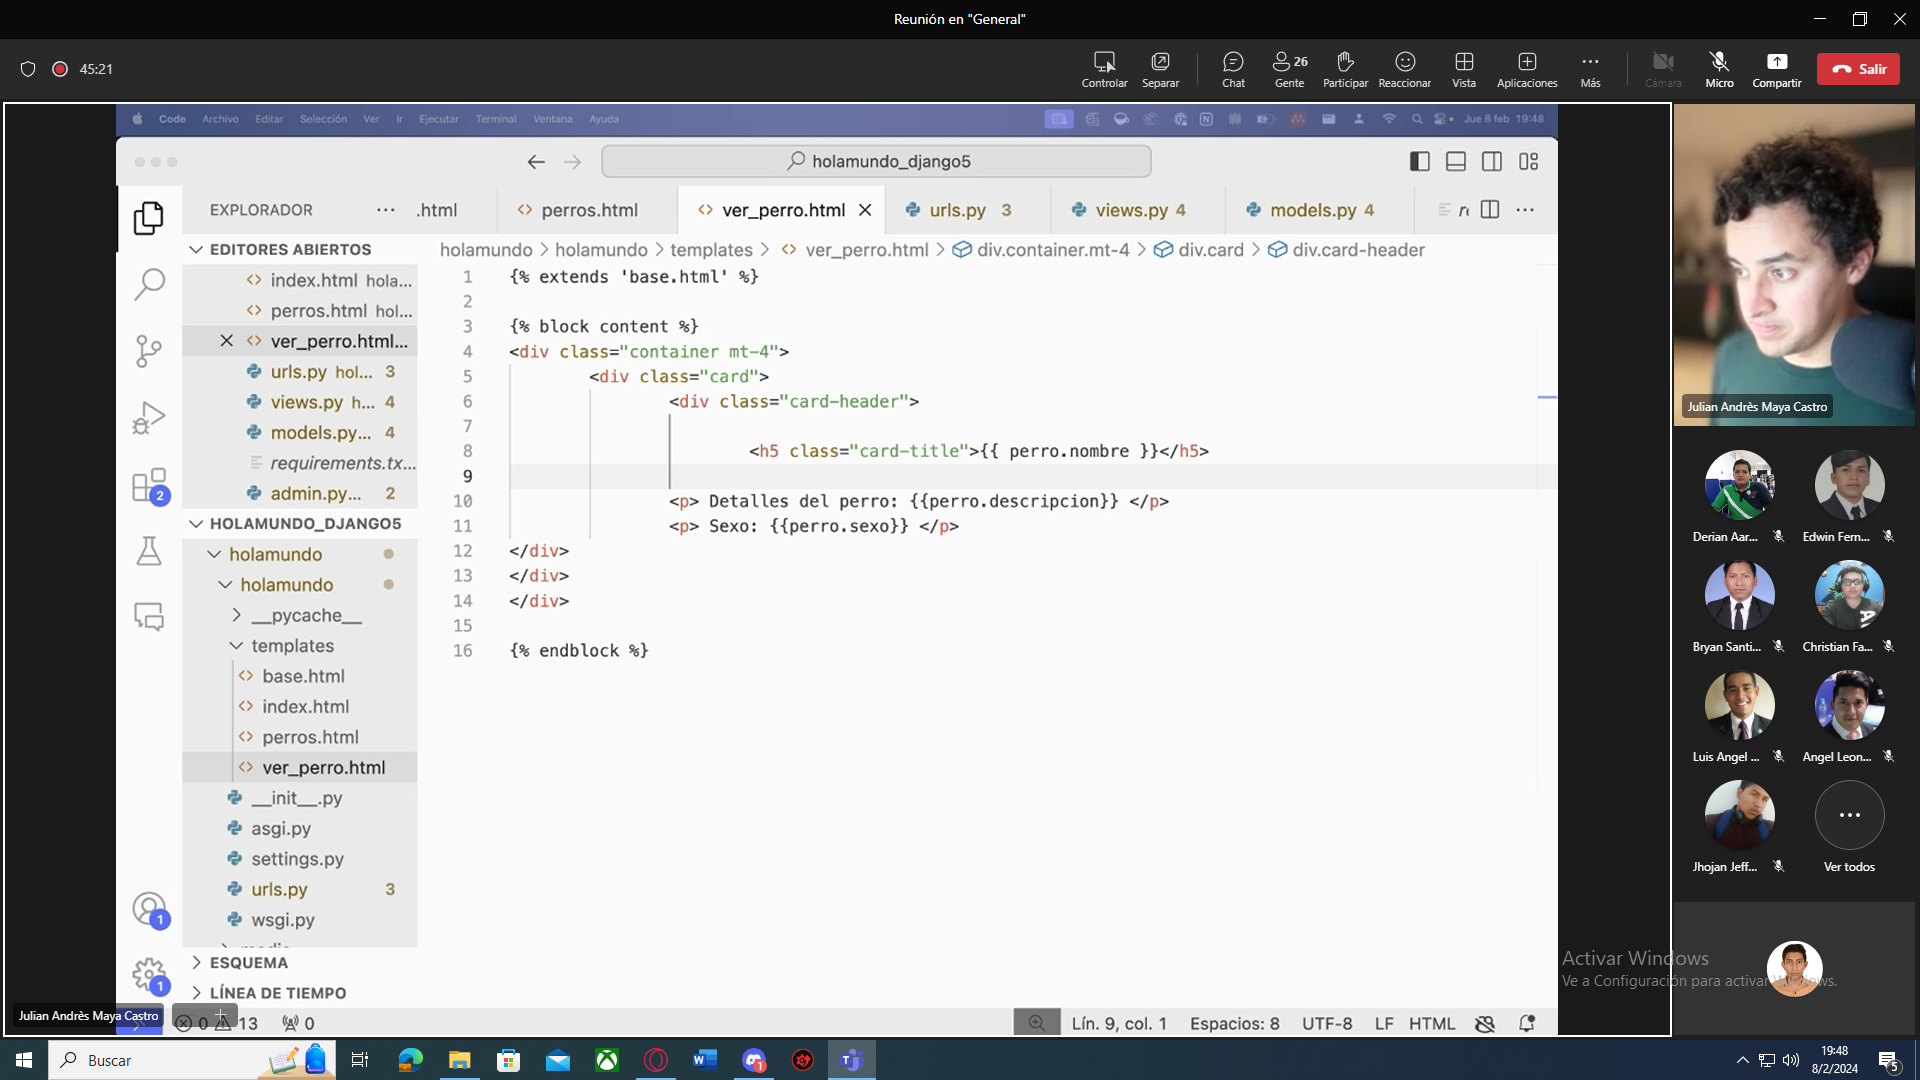 Reunión en "General"
45:21
Controlar
Separar
Chat
26
Gente
Participar
Reaccionar
Vista
Aplicaciones
Más
Cámara
Micro
Compartir
Salir
Code Archivo Editar Selección Ver Ir Ejecutar Terminal Ventana Ayuda
Jue 8 feb 19:48
holamundo_django5
EXPLORADOR
.html
perros.html
ver_perro.html
urls.py 3
views.py 4
models.py 4
EDITORES ABIERTOS
index.html hola...
perros.html hol...
ver_perro.html...
urls.py hol... 3
views.py h... 4
models.py... 4
requirements.tx...
admin.py... 2
HOLAMUNDO_DJANGO5
holamundo
holamundo
__pycache__
templates
base.html
index.html
perros.html
ver_perro.html
__init__.py
asgi.py
settings.py
urls.py 3
wsgi.py
ESQUEMA
LÍNEA DE TIEMPO
2
1
1
holamundo > holamundo > templates > ver_perro.html > div.container.mt-4 > div.card > div.card-header
1 {% extends 'base.html' %}
2
3 {% block content %}
4 <div class="container mt-4">
5 <div class="card">
6 <div class="card-header">
7
8 <h5 class="card-title">{{ perro.nombre }}</h5>
9
10 <p> Detalles del perro: {{perro.descripcion}} </p>
11 <p> Sexo: {{perro.sexo}} </p>
12 </div>
13 </div>
14 </div>
15
16 {% endblock %}
Julian Andrès Maya Castro
0 13 0
Lín. 9, col. 1
Espacios: 8
UTF-8
LF
HTML
Julian Andrès Maya Castro
Derian Aar...
Edwin Fern...
Bryan Santi...
Christian Fa...
Luis Angel ...
Angel Leon...
Jhojan Jeff...
Ver todos
Activar Windows
Ve a Configuración para activar Windows.
Buscar
1
19:48
8/2/2024
5